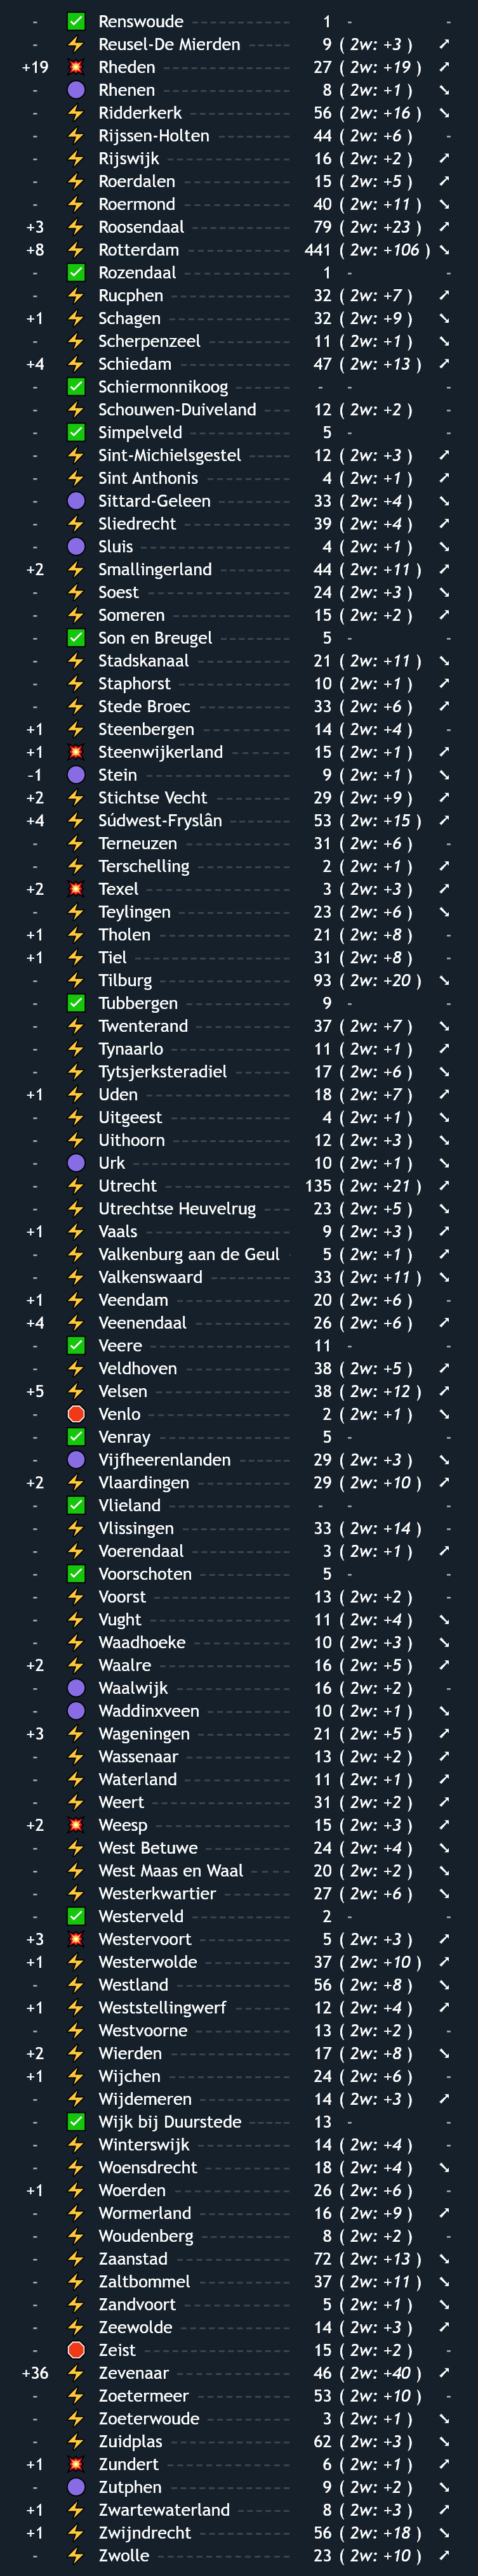 - ✅ Renswoude 1 - -
- ⚡ Reusel-De Mierden 9 ( 2w: +3 ) ↗
+19 💥 Rheden 27 ( 2w: +19 ) ↗
- 🟣 Rhenen 8 ( 2w: +1 ) ↘
- ⚡ Ridderkerk 56 ( 2w: +16 ) ↘
- ⚡ Rijssen-Holten 44 ( 2w: +6 ) -
- ⚡ Rijswijk 16 ( 2w: +2 ) ↗
- ⚡ Roerdalen 15 ( 2w: +5 ) ↗
- ⚡ Roermond 40 ( 2w: +11 ) ↘
+3 ⚡ Roosendaal 79 ( 2w: +23 ) ↗
+8 ⚡ Rotterdam 441 ( 2w: +106 ) ↘
- ✅ Rozendaal 1 - -
- ⚡ Rucphen 32 ( 2w: +7 ) ↗
+1 ⚡ Schagen 32 ( 2w: +9 ) ↘
- ⚡ Scherpenzeel 11 ( 2w: +1 ) ↘
+4 ⚡ Schiedam 47 ( 2w: +13 ) ↗
- ✅ Schiermonnikoog - - -
- ⚡ Schouwen-Duiveland 12 ( 2w: +2 ) -
- ✅ Simpelveld 5 - -
- ⚡ Sint-Michielsgestel 12 ( 2w: +3 ) ↗
- ⚡ Sint Anthonis 4 ( 2w: +1 ) ↗
- 🟣 Sittard-Geleen 33 ( 2w: +4 ) ↘
- ⚡ Sliedrecht 39 ( 2w: +4 ) ↗
- 🟣 Sluis 4 ( 2w: +1 ) ↘
+2 ⚡ Smallingerland 44 ( 2w: +11 ) ↗
- ⚡ Soest 24 ( 2w: +3 ) ↘
- ⚡ Someren 15 ( 2w: +2 ) ↗
- ✅ Son en Breugel 5 - -
- ⚡ Stadskanaal 21 ( 2w: +11 ) ↘
- ⚡ Staphorst 10 ( 2w: +1 ) ↗
- ⚡ Stede Broec 33 ( 2w: +6 ) ↗
+1 ⚡ Steenbergen 14 ( 2w: +4 ) -
+1 💥 Steenwijkerland 15 ( 2w: +1 ) ↗
-1 🟣 Stein 9 ( 2w: +1 ) ↘
+2 ⚡ Stichtse Vecht 29 ( 2w: +9 ) ↗
+4 ⚡ Súdwest-Fryslân 53 ( 2w: +15 ) ↗
- ⚡ Terneuzen 31 ( 2w: +6 ) -
- ⚡ Terschelling 2 ( 2w: +1 ) ↗
+2 💥 Texel 3 ( 2w: +3 ) ↗
- ⚡ Teylingen 23 ( 2w: +6 ) ↘
+1 ⚡ Tholen 21 ( 2w: +8 ) -
+1 ⚡ Tiel 31 ( 2w: +8 ) -
- ⚡ Tilburg 93 ( 2w: +20 ) ↘
- ✅ Tubbergen 9 - -
- ⚡ Twenterand 37 ( 2w: +7 ) ↘
- ⚡ Tynaarlo 11 ( 2w: +1 ) ↗
- ⚡ Tytsjerksteradiel 17 ( 2w: +6 ) ↘
+1 ⚡ Uden 18 ( 2w: +7 ) ↗
- ⚡ Uitgeest 4 ( 2w: +1 ) ↘
- ⚡ Uithoorn 12 ( 2w: +3 ) ↘
- 🟣 Urk 10 ( 2w: +1 ) ↘
- ⚡ Utrecht 135 ( 2w: +21 ) ↗
- ⚡ Utrechtse Heuvelrug 23 ( 2w: +5 ) ↘
+1 ⚡ Vaals 9 ( 2w: +3 ) ↗
- ⚡ Valkenburg aan de Geul 5 ( 2w: +1 ) ↗
- ⚡ Valkenswaard 33 ( 2w: +11 ) ↘
+1 ⚡ Veendam 20 ( 2w: +6 ) -
+4 ⚡ Veenendaal 26 ( 2w: +6 ) ↗
- ✅ Veere 11 - -
- ⚡ Veldhoven 38 ( 2w: +5 ) ↗
+5 ⚡ Velsen 38 ( 2w: +12 ) ↗
- 🛑 Venlo 2 ( 2w: +1 ) ↘
- ✅ Venray 5 - -
- 🟣 Vijfheerenlanden 29 ( 2w: +3 ) ↘
+2 ⚡ Vlaardingen 29 ( 2w: +10 ) ↗
- ✅ Vlieland - - -
- ⚡ Vlissingen 33 ( 2w: +14 ) -
- ⚡ Voerendaal 3 ( 2w: +1 ) ↗
- ✅ Voorschoten 5 - -
- ⚡ Voorst 13 ( 2w: +2 ) -
- ⚡ Vught 11 ( 2w: +4 ) ↘
- ⚡ Waadhoeke 10 ( 2w: +3 ) ↘
+2 ⚡ Waalre 16 ( 2w: +5 ) ↗
- 🟣 Waalwijk 16 ( 2w: +2 ) -
- 🟣 Waddinxveen 10 ( 2w: +1 ) ↘
+3 ⚡ Wageningen 21 ( 2w: +5 ) ↗
- ⚡ Wassenaar 13 ( 2w: +2 ) ↗
- ⚡ Waterland 11 ( 2w: +1 ) ↗
- ⚡ Weert 31 ( 2w: +2 ) ↗
+2 💥 Weesp 15 ( 2w: +3 ) ↗
- ⚡ West Betuwe 24 ( 2w: +4 ) ↘
- ⚡ West Maas en Waal 20 ( 2w: +2 ) ↘
- ⚡ Westerkwartier 27 ( 2w: +6 ) ↘
- ✅ Westerveld 2 - -
+3 💥 Westervoort 5 ( 2w: +3 ) ↗
+1 ⚡ Westerwolde 37 ( 2w: +10 ) ↗
- ⚡ Westland 56 ( 2w: +8 ) ↘
+1 ⚡ Weststellingwerf 12 ( 2w: +4 ) ↗
- ⚡ Westvoorne 13 ( 2w: +2 ) -
+2 ⚡ Wierden 17 ( 2w: +8 ) ↘
+1 ⚡ Wijchen 24 ( 2w: +6 ) -
- ⚡ Wijdemeren 14 ( 2w: +3 ) ↗
- ✅ Wijk bij Duurstede 13 - -
- ⚡ Winterswijk 14 ( 2w: +4 ) -
- ⚡ Woensdrecht 18 ( 2w: +4 ) ↘
+1 ⚡ Woerden 26 ( 2w: +6 ) -
- ⚡ Wormerland 16 ( 2w: +9 ) ↗
- ⚡ Woudenberg 8 ( 2w: +2 ) -
- ⚡ Zaanstad 72 ( 2w: +13 ) ↘
- ⚡ Zaltbommel 37 ( 2w: +11 ) ↘
- ⚡ Zandvoort 5 ( 2w: +1 ) ↘
- ⚡ Zeewolde 14 ( 2w: +3 ) ↗
- 🛑 Zeist 15 ( 2w: +2 ) -
+36 ⚡ Zevenaar 46 ( 2w: +40 ) ↗
- ⚡ Zoetermeer 53 ( 2w: +10 ) -
- ⚡ Zoeterwoude 3 ( 2w: +1 ) ↘
- ⚡ Zuidplas 62 ( 2w: +3 ) ↘
+1 💥 Zundert 6 ( 2w: +1 ) ↗
- 🟣 Zutphen 9 ( 2w: +2 ) ↘
+1 ⚡ Zwartewaterland 8 ( 2w: +3 ) ↗
+1 ⚡ Zwijndrecht 56 ( 2w: +18 ) ↘
- ⚡ Zwolle 23 ( 2w: +10 ) ↗